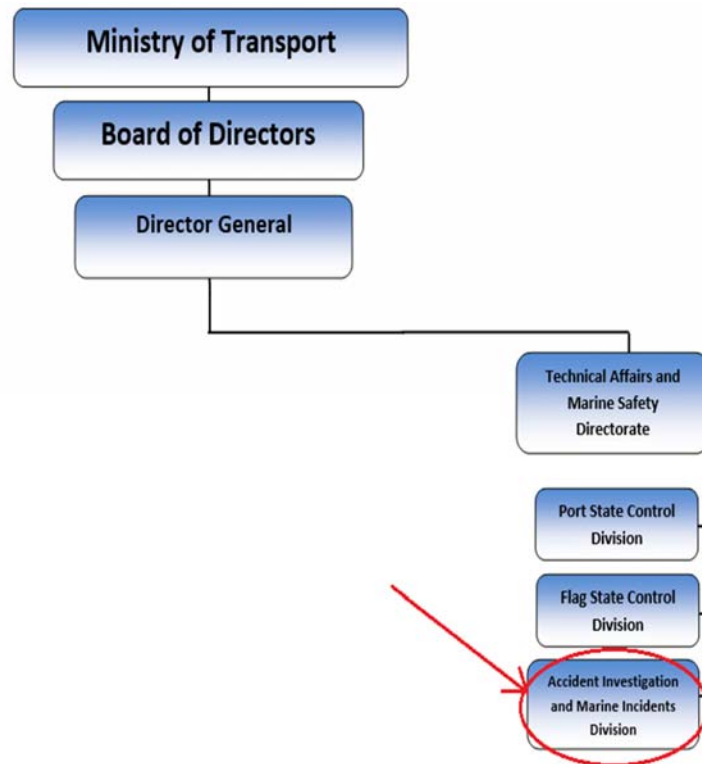 Ministry of Transport
Board of Directors
Director General
Technical Affairs and
Marine Safety
Directorate
Port State Control
Division
Flag State Control
Division
Accident Investigation
and Marine Incidents
Division